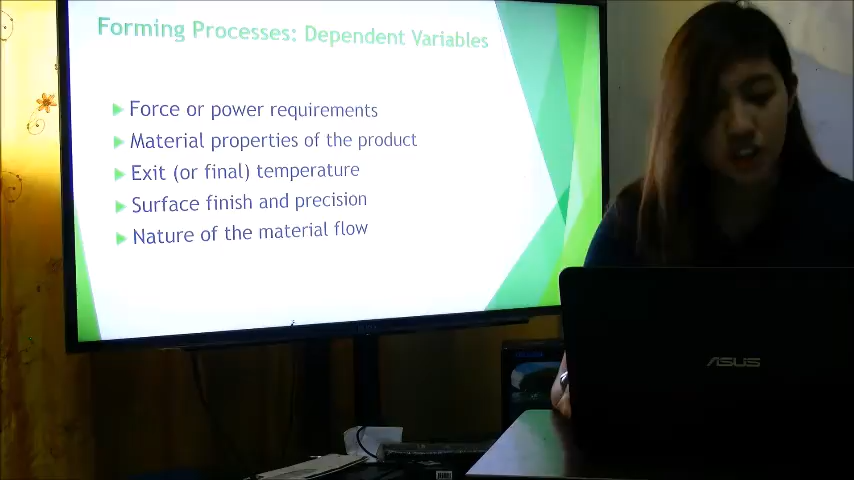 Forming Processes: Dependent Variables
Force or power requirements
Material properties of the product
Exit (or final) temperature
Surface finish and precision
Nature of the material flow
ASUS